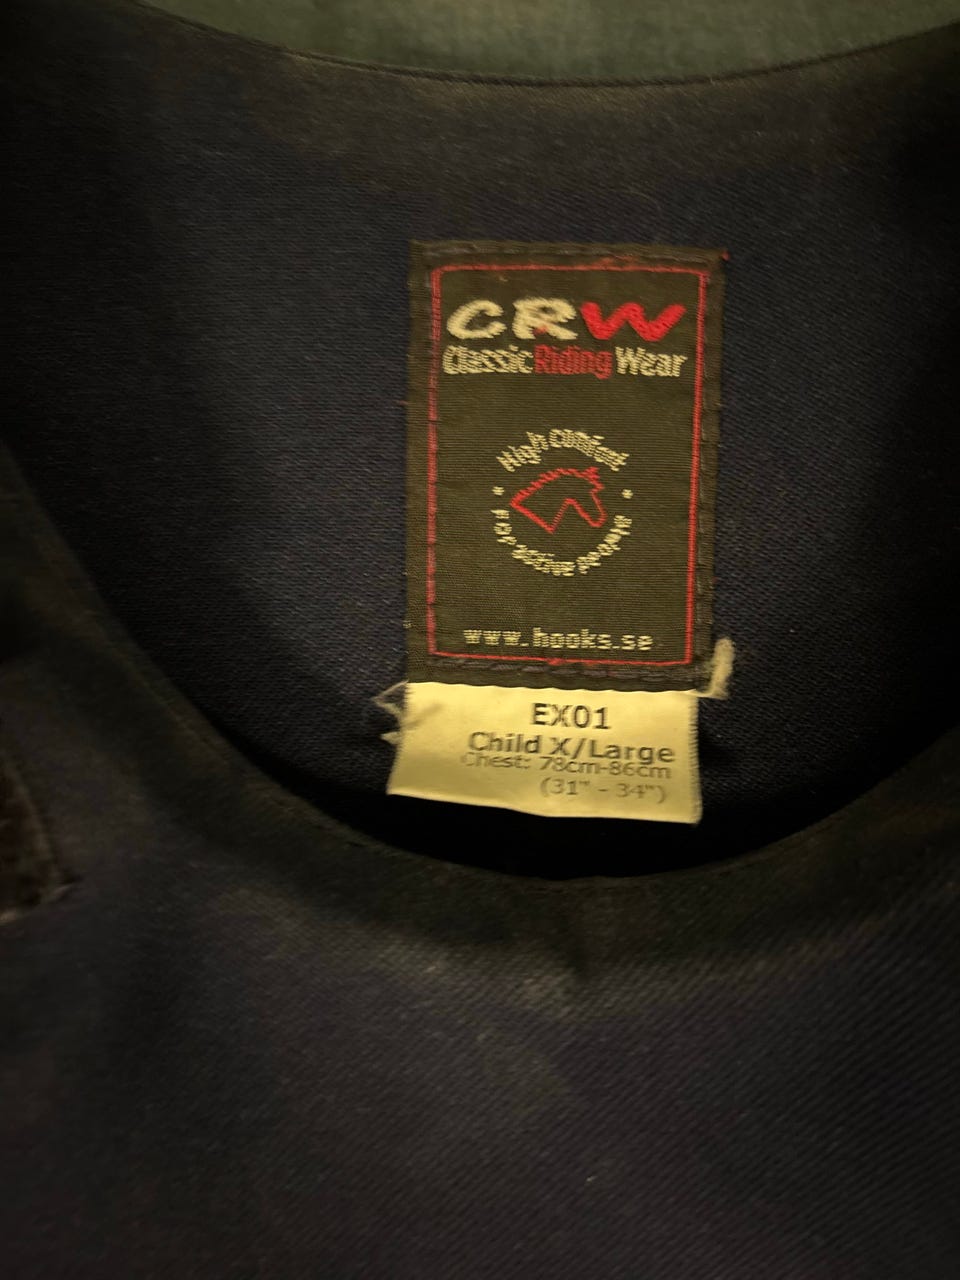 CRW
Classic Riding Wear
High comfort
for active people
www.hooks.se
EX01
Child X/Large
Chest: 78cm-86cm
(31" - 34")